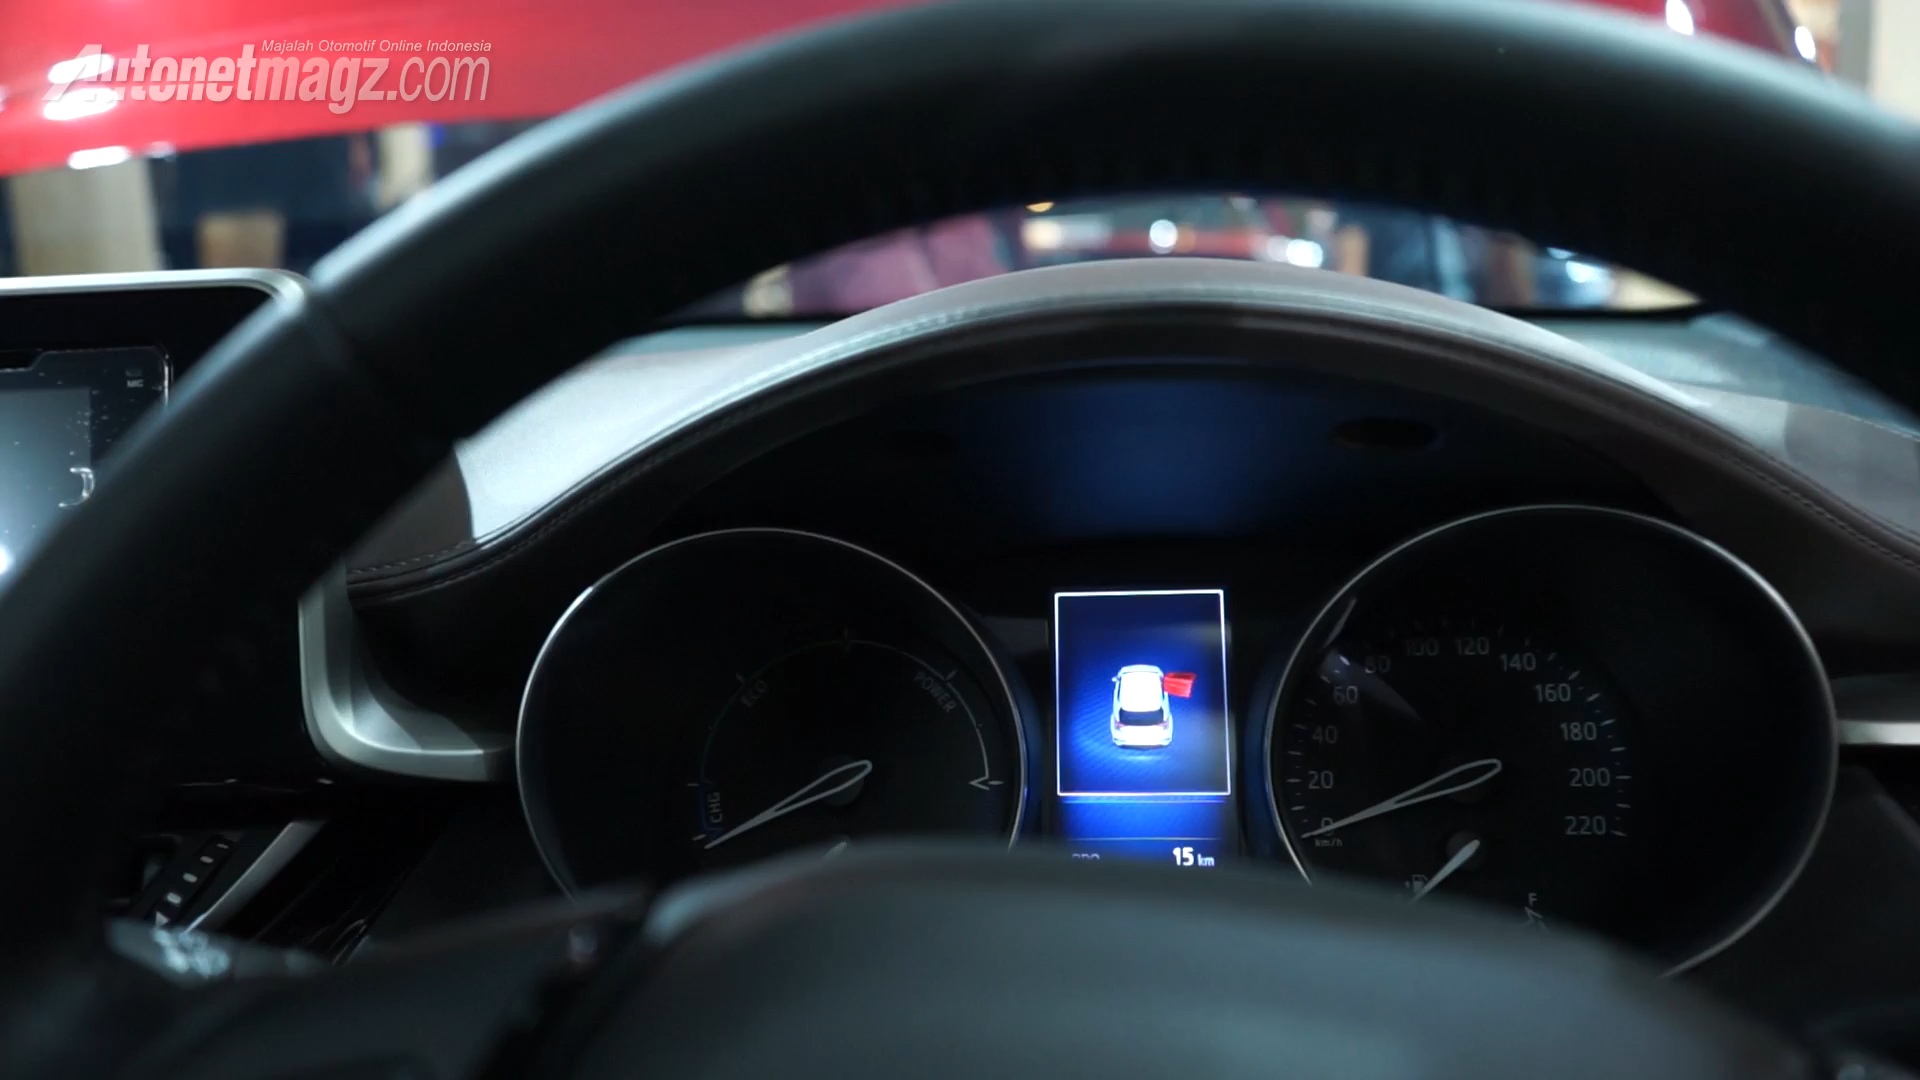 Majalah Otomotif Online Indonesia
Autonetmagz.com
MIC
ECO
POWER
CHG
15 km
0
20
40
60
80
100
120
140
160
180
200
220
km/h
F